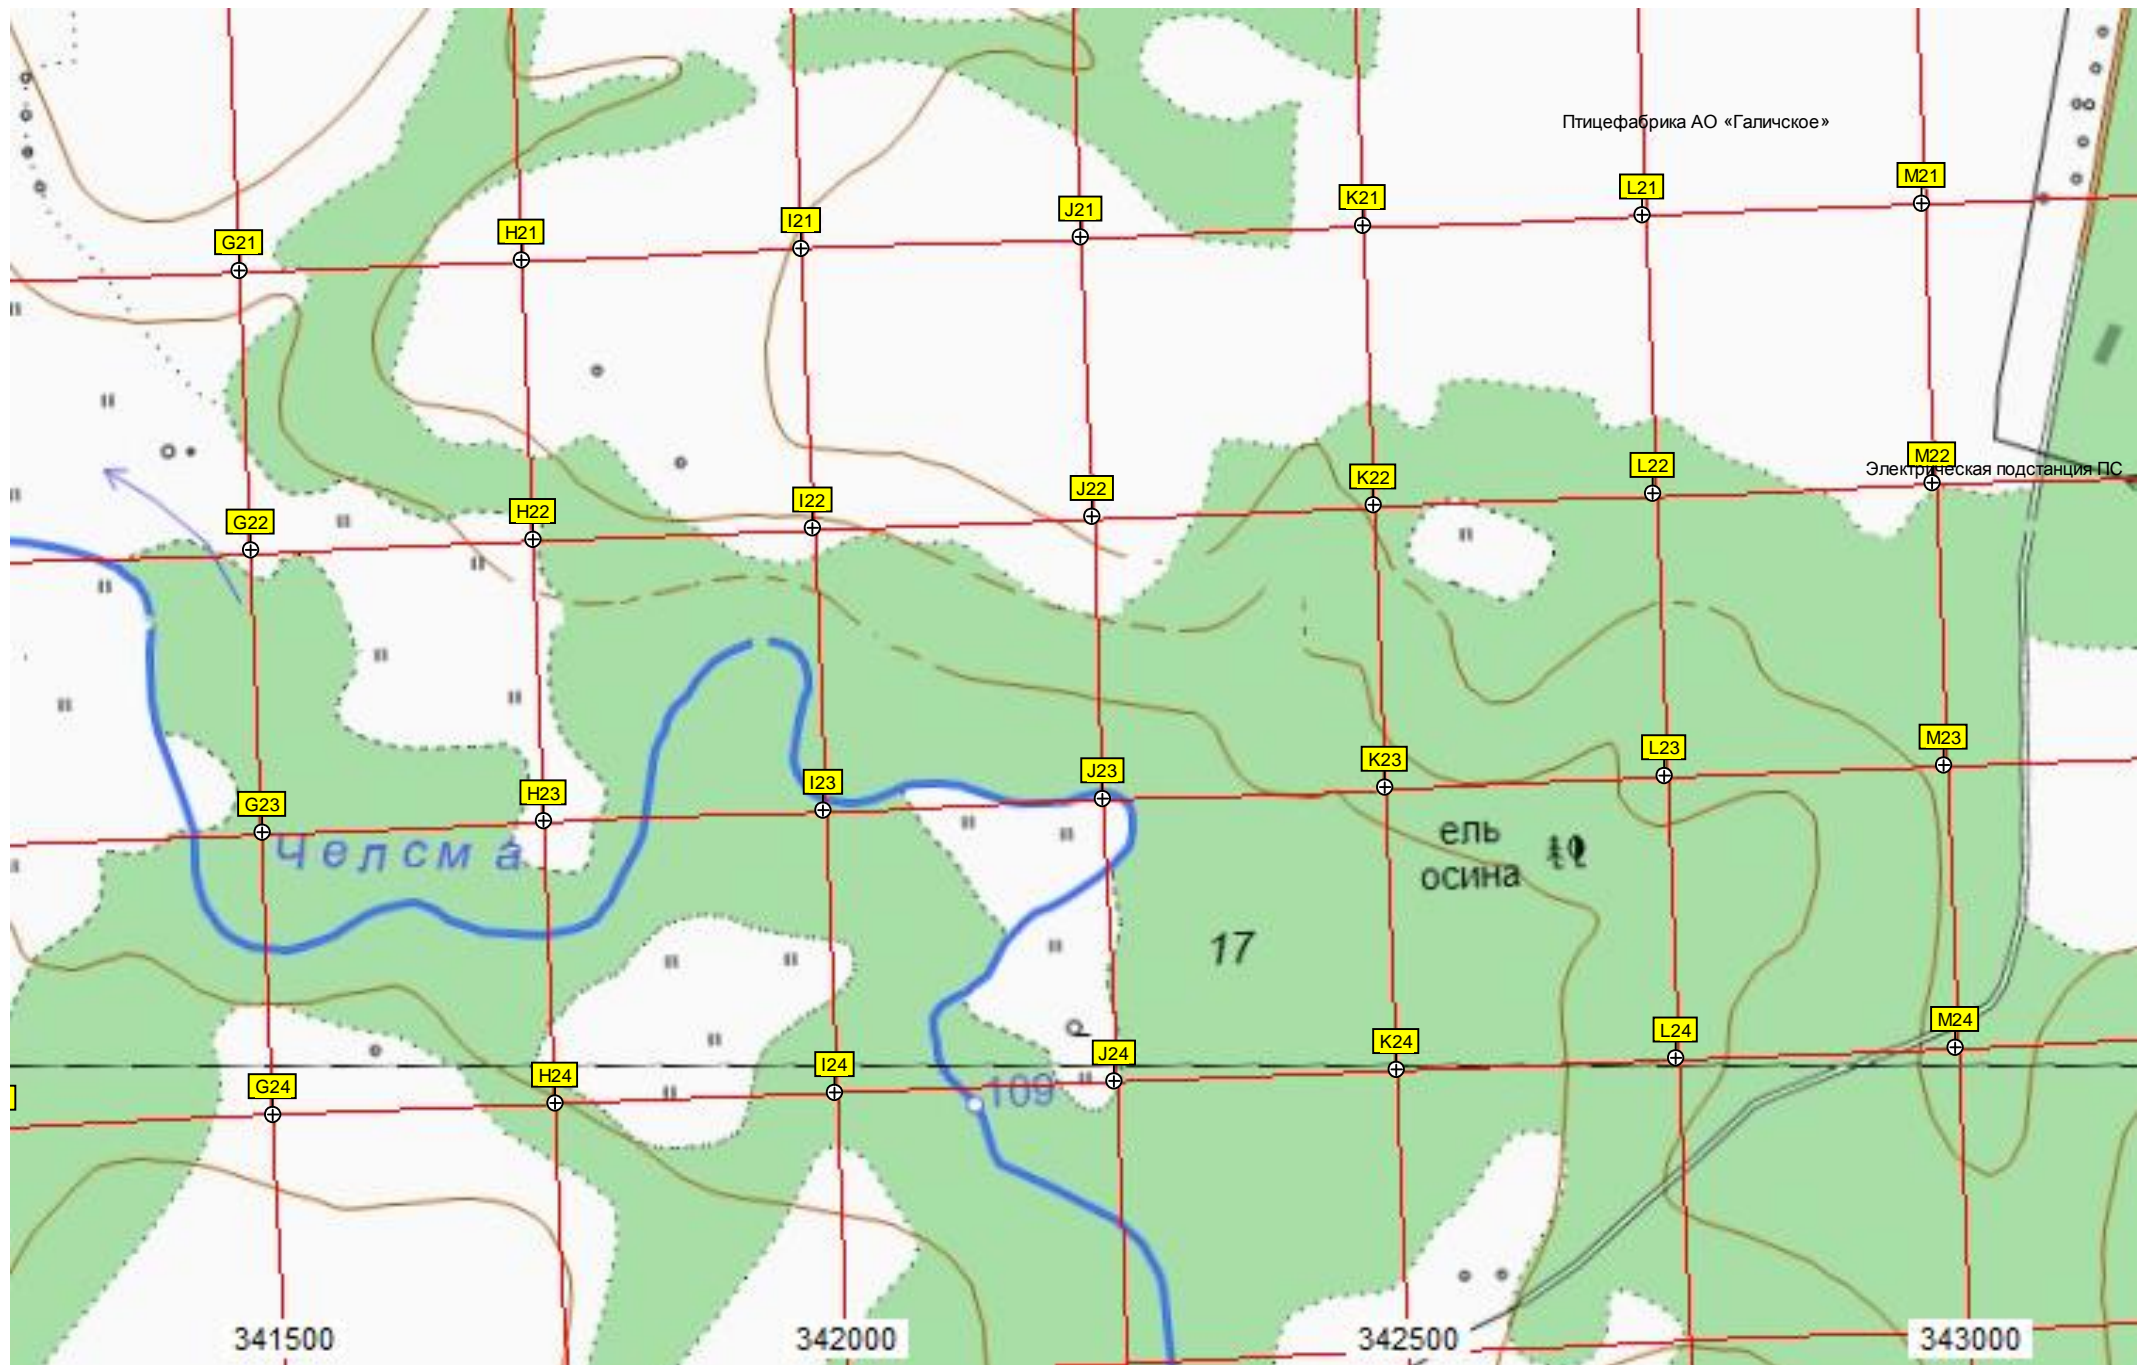 Птицефабрика АО «Галичское»
G21
H21
I21
J21
K21
L21
M21
Электрическая подстанция ПС
G22
H22
I22
J22
K22
L22
M22
G23
H23
I23
J23
K23
L23
M23
Челсма
ель
осина
17
G24
H24
I24
J24
K24
L24
M24
109
341500
342000
342500
343000